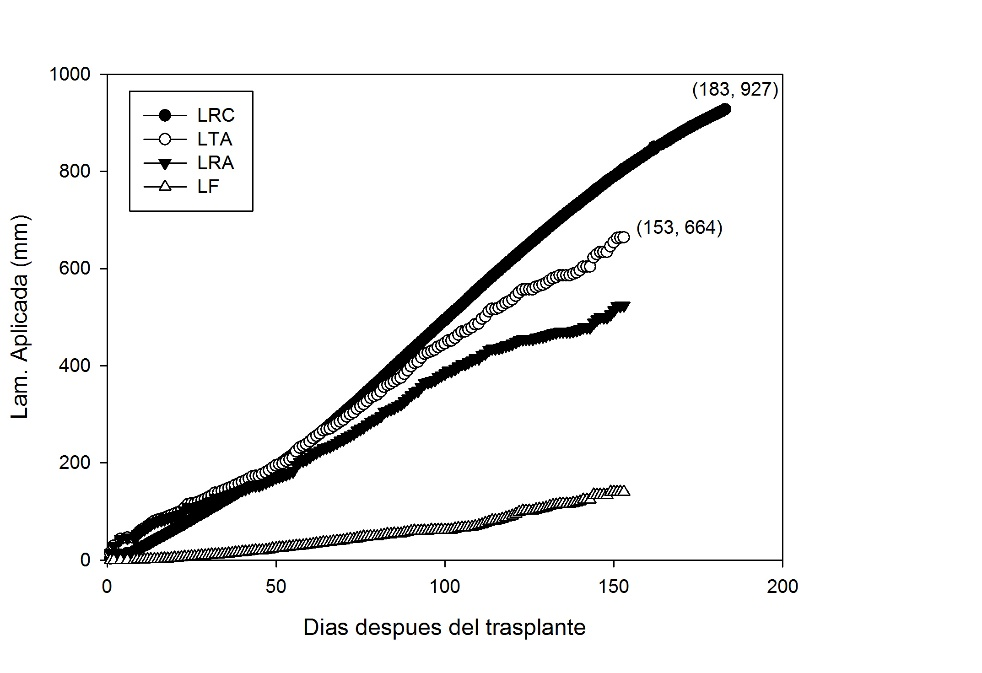 (183, 927)
LRC
LTA
LRA
LF
(153, 664)
1000
800
600
400
200
0
0 50 100 150 200
Lam. Aplicada (mm)
Dias despues del trasplante